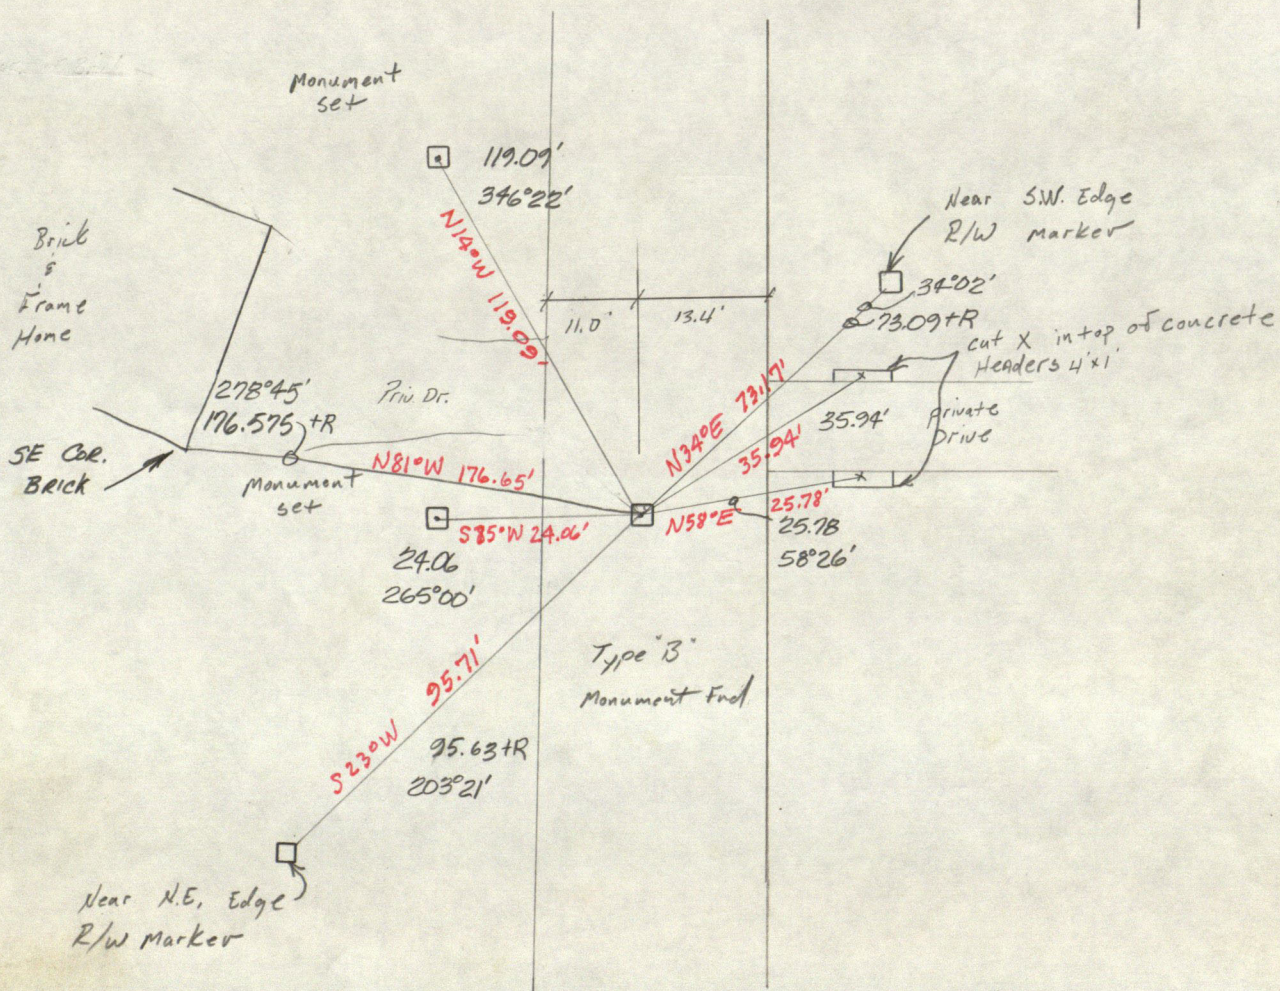 Monument
set
119.09'
346°22'
N14°W 119.09'
Near S.W. Edge
R/W marker
34°02'
73.09+R
cut X in top of concrete
Headers 4'x1'
Brick
&
Frame
Home
11.0'
13.4'
278°45'
176.575+R
Priv. Dr.
N34°E 73.17'
35.94'
35.94'
private
Drive
SE COR.
BRICK
Monument
set
N81°W 176.65'
S85°W 24.06'
N58°E 25.78'
25.78
58°26'
24.06
265°00'
Type "B"
Monument Fnd
S23°W 95.71'
95.63+R
203°21'
Near N.E. Edge
R/W marker